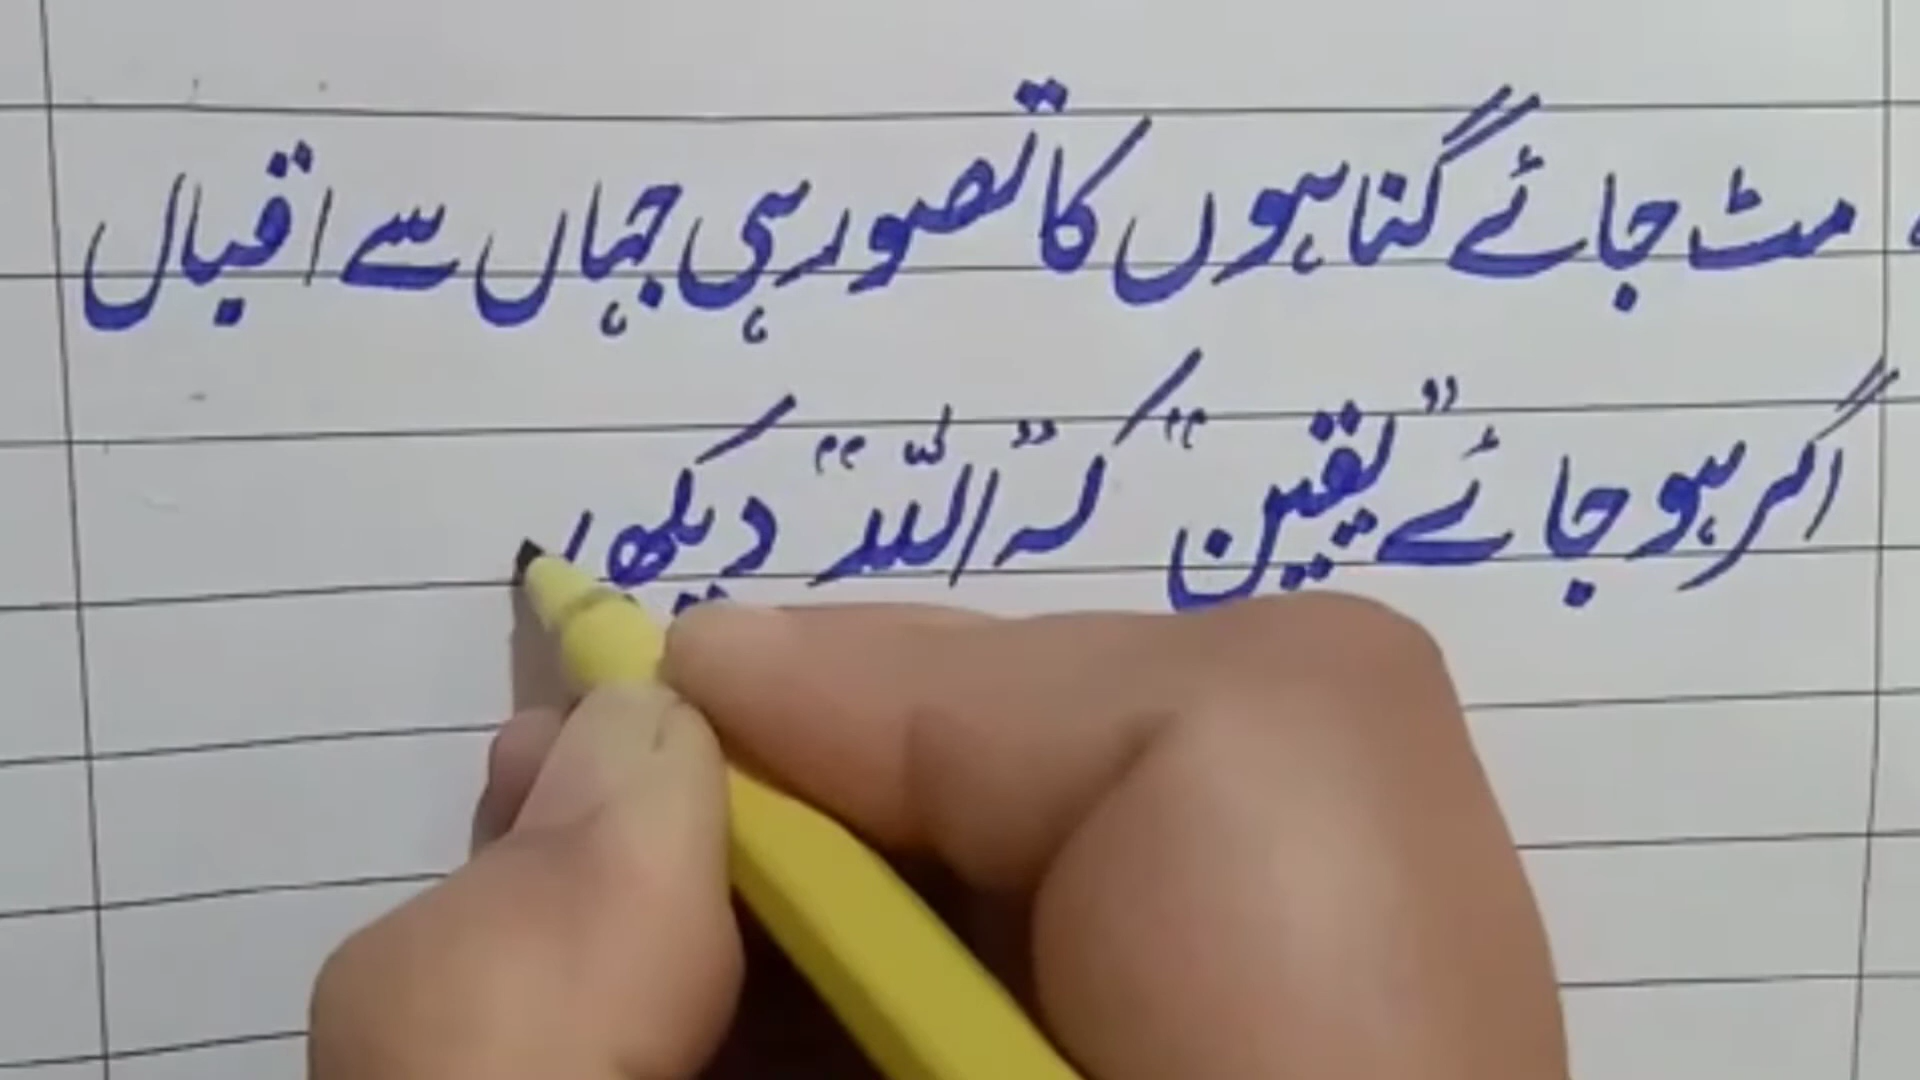 مٹ جائے گناہوں کا تصور ہی جہاں سے اقبال
اگر ہو جائے "یقین" کہ "اللہ" دیکھ ر